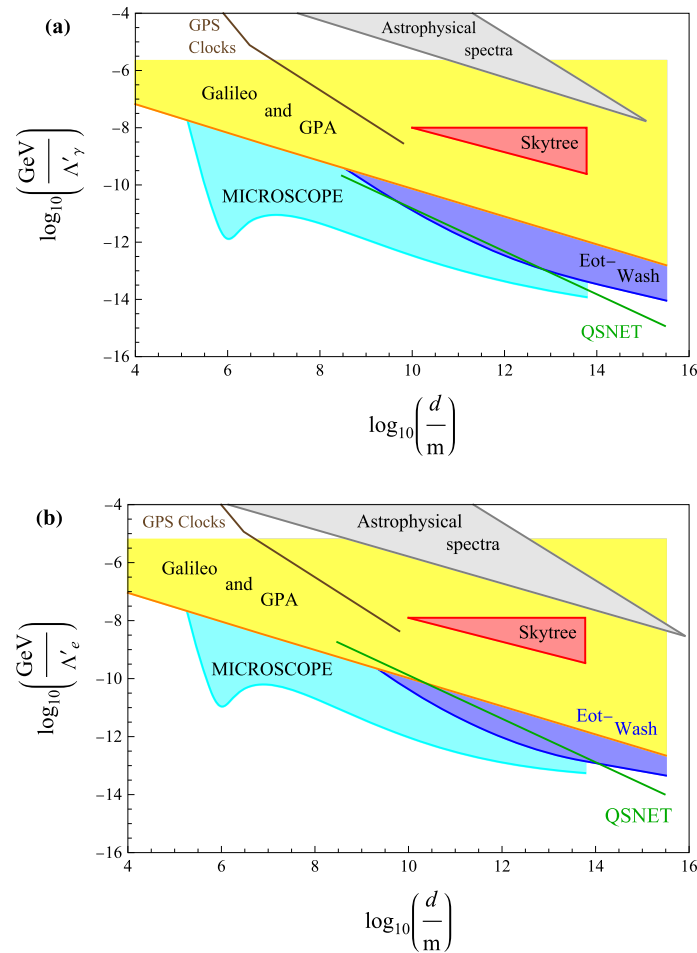 (a)
GPS
Clocks
Astrophysical
spectra
Galileo
and
GPA
Skytree
MICROSCOPE
Eot-
Wash
QSNET
-4
-6
-8
-10
-12
-14
-16
4 6 8 10 12 14 16
log10(GeV/Λ′γ)
log10(d/m)
(b)
GPS Clocks
Astrophysical
spectra
Galileo
and
GPA
Skytree
MICROSCOPE
Eot-
Wash
QSNET
-4
-6
-8
-10
-12
-14
-16
4 6 8 10 12 14 16
log10(GeV/Λ′e)
log10(d/m)